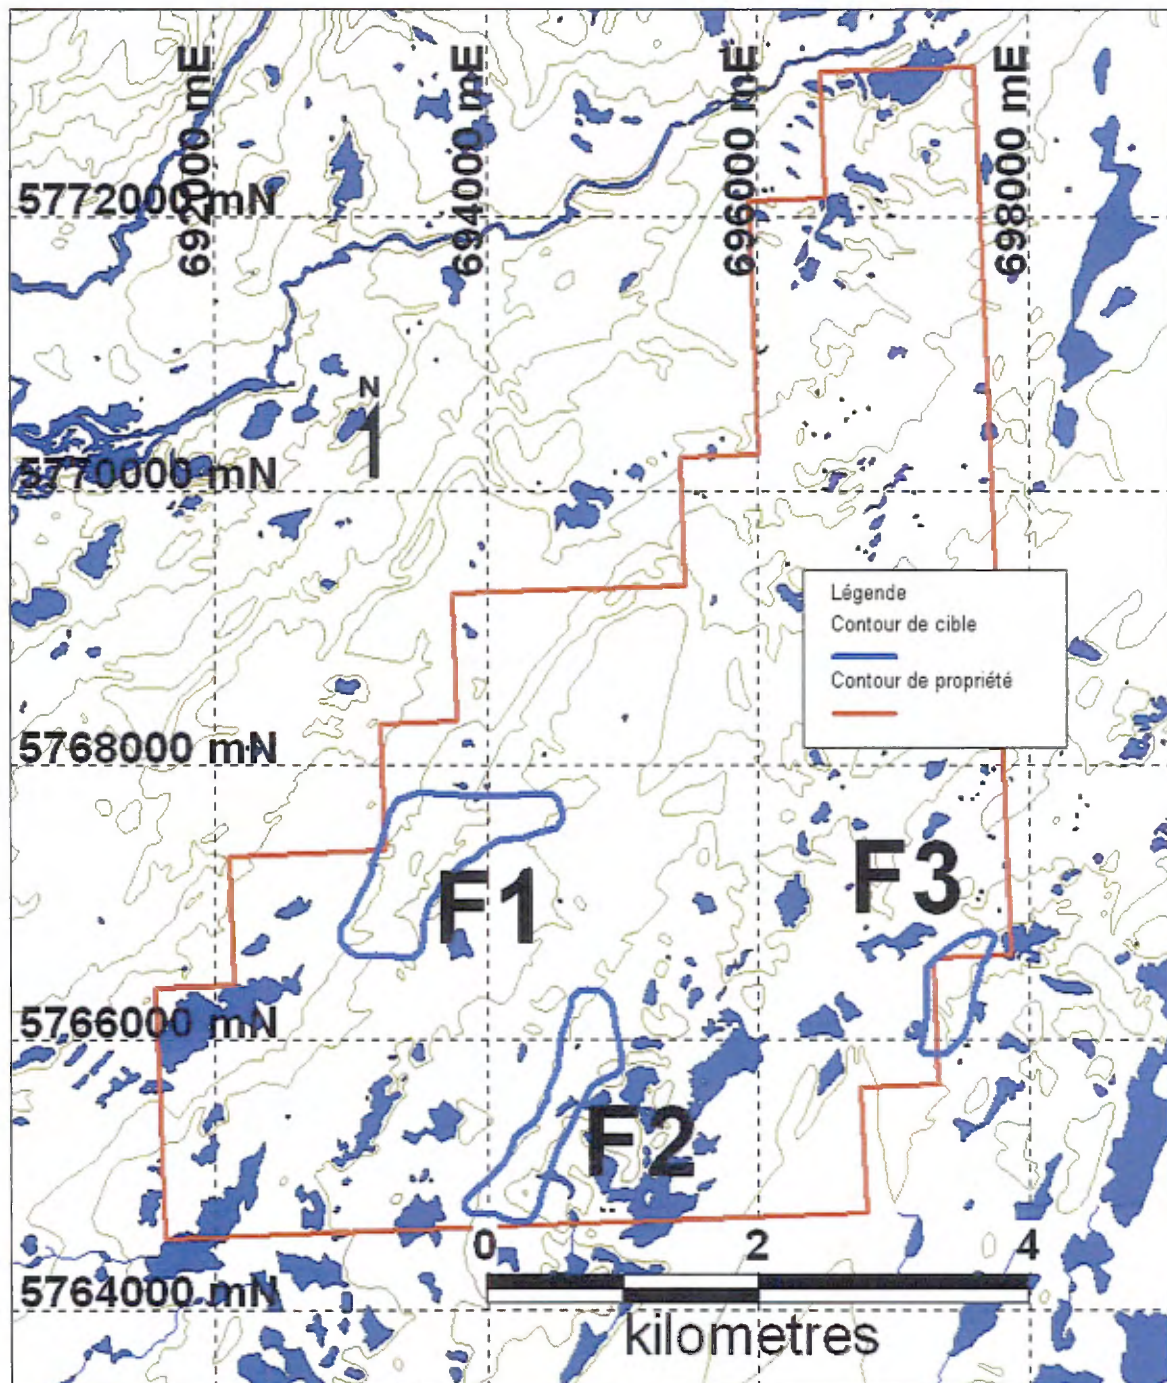 692000 mE
694000 mE
696000 mE
698000 mE
5772000 mN
N
5770000 mN
Légende
Contour de cible
Contour de propriété
5768000 mN
F1
F3
5766000 mN
F2
0 2 4
5764000 mN
kilometres